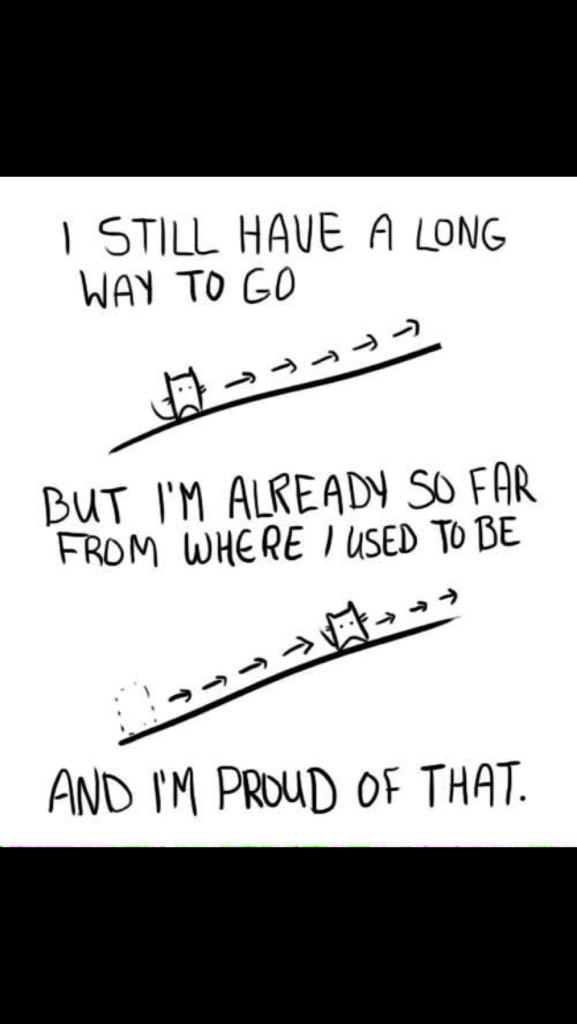 I STILL HAVE A LONG
WAY TO GO
BUT I'M ALREADY SO FAR
FROM WHERE I USED TO BE
AND I'M PROUD OF THAT.